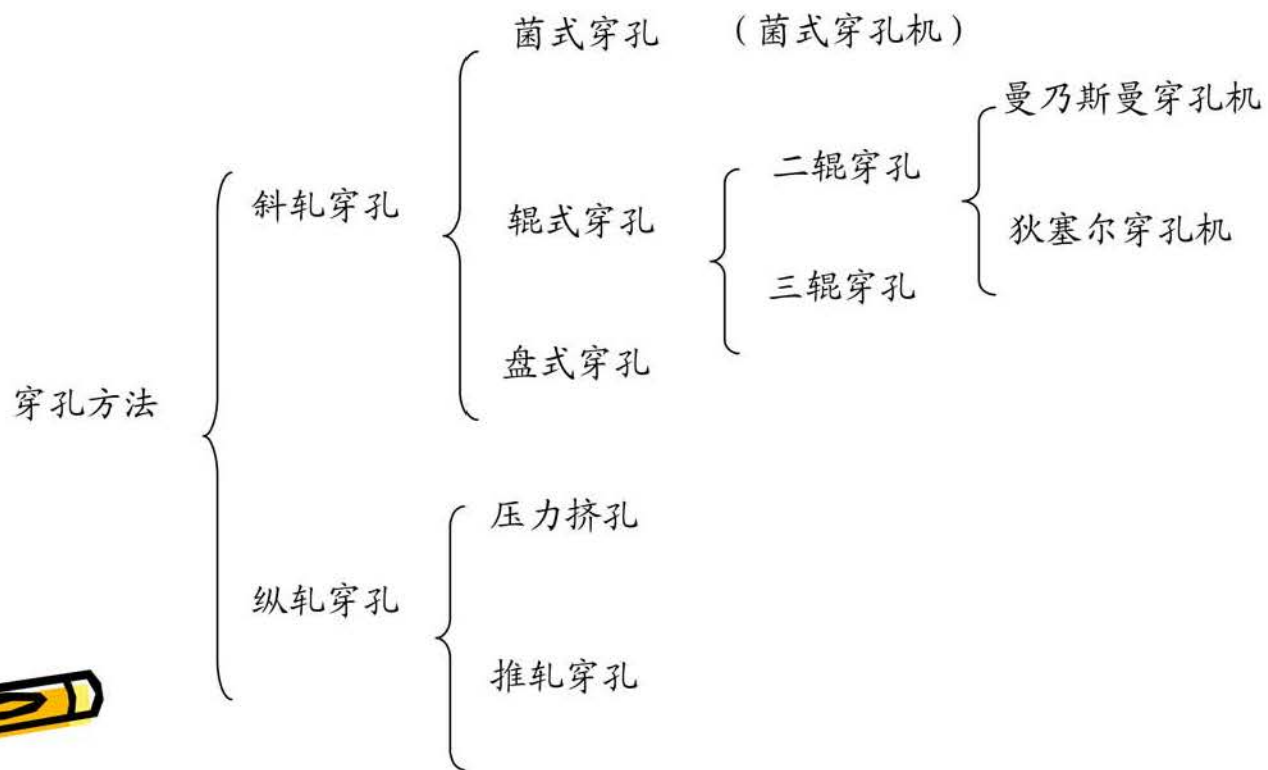 穿孔方法
斜轧穿孔
菌式穿孔 （菌式穿孔机）
辊式穿孔
二辊穿孔
曼乃斯曼穿孔机
狄塞尔穿孔机
三辊穿孔
盘式穿孔
纵轧穿孔
压力挤孔
推轧穿孔